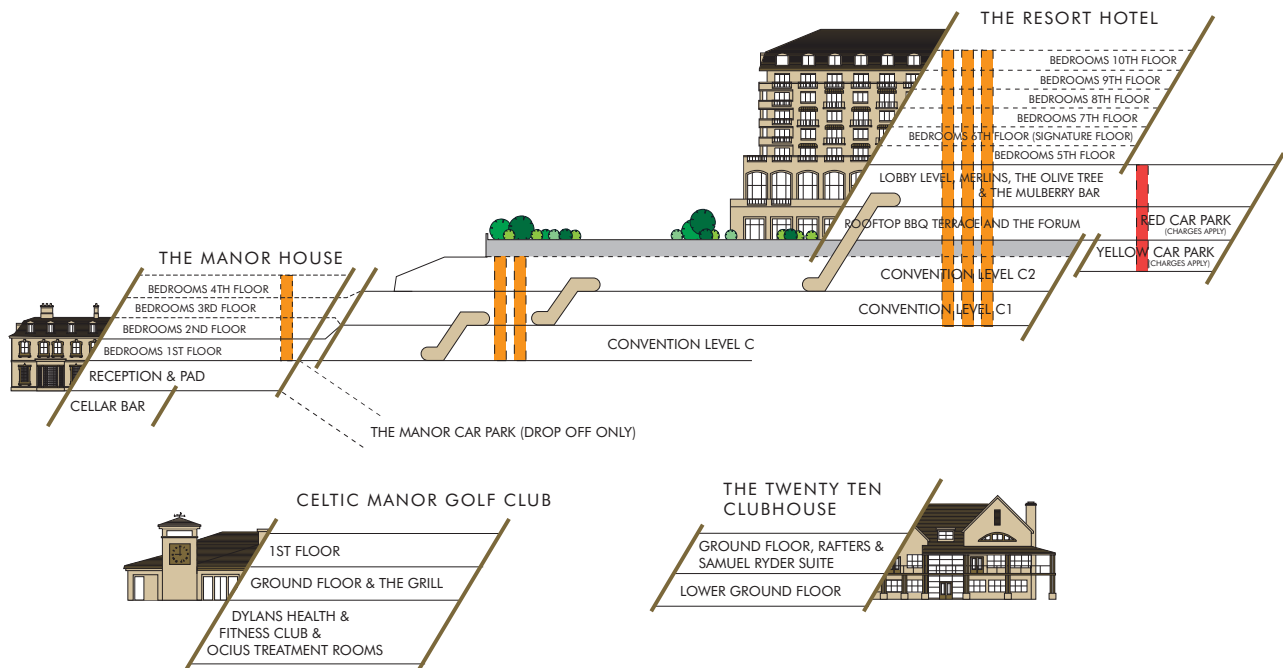 THE RESORT HOTEL
BEDROOMS 10TH FLOOR
BEDROOMS 9TH FLOOR
BEDROOMS 8TH FLOOR
BEDROOMS 7TH FLOOR
BEDROOMS 6TH FLOOR (SIGNATURE FLOOR)
BEDROOMS 5TH FLOOR
LOBBY LEVEL, MERLINS, THE OLIVE TREE
& THE MULBERRY BAR
ROOFTOP BBQ TERRACE AND THE FORUM
RED CAR PARK
(CHARGES APPLY)
YELLOW CAR PARK
(CHARGES APPLY)
CONVENTION LEVEL C2
CONVENTION LEVEL C1
CONVENTION LEVEL C
THE MANOR HOUSE
BEDROOMS 4TH FLOOR
BEDROOMS 3RD FLOOR
BEDROOMS 2ND FLOOR
BEDROOMS 1ST FLOOR
RECEPTION & PAD
CELLAR BAR
THE MANOR CAR PARK (DROP OFF ONLY)
CELTIC MANOR GOLF CLUB
1ST FLOOR
GROUND FLOOR & THE GRILL
DYLANS HEALTH &
FITNESS CLUB &
OCIUS TREATMENT ROOMS
THE TWENTY TEN
CLUBHOUSE
GROUND FLOOR, RAFTERS &
SAMUEL RYDER SUITE
LOWER GROUND FLOOR